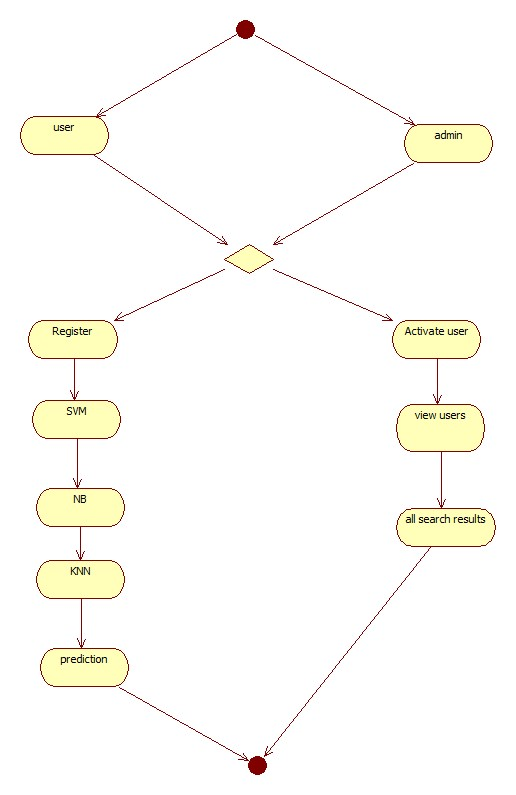 user
admin
Register
Activate user
SVM
view users
NB
all search results
KNN
prediction